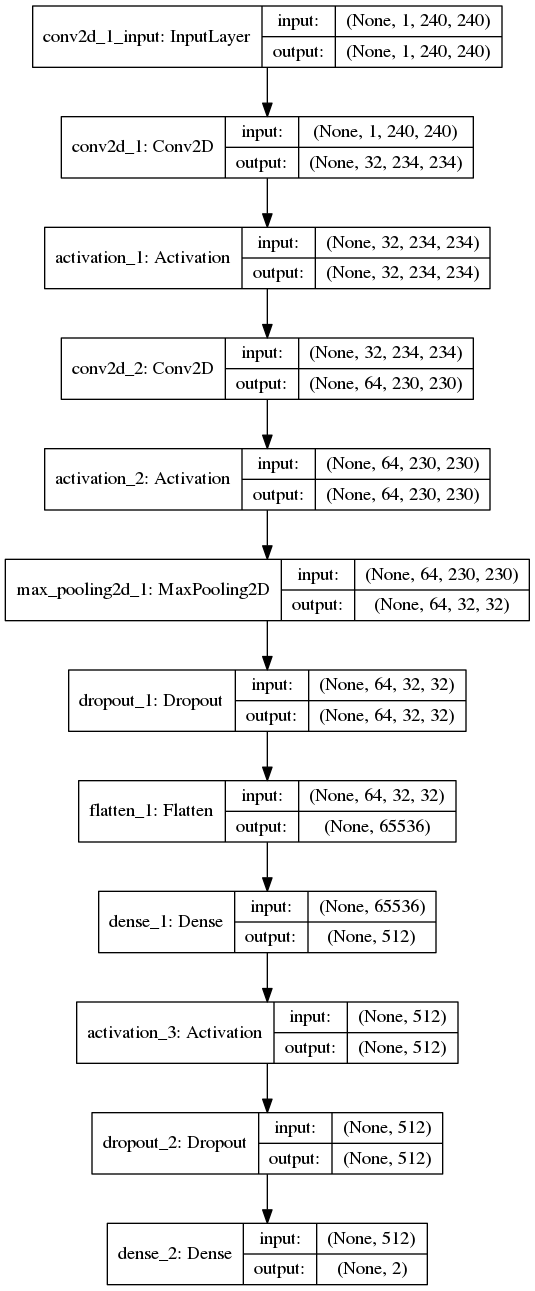 conv2d_1_input: InputLayer input: (None, 1, 240, 240)
output: (None, 1, 240, 240)
conv2d_1: Conv2D input: (None, 1, 240, 240)
output: (None, 32, 234, 234)
activation_1: Activation input: (None, 32, 234, 234)
output: (None, 32, 234, 234)
conv2d_2: Conv2D input: (None, 32, 234, 234)
output: (None, 64, 230, 230)
activation_2: Activation input: (None, 64, 230, 230)
output: (None, 64, 230, 230)
max_pooling2d_1: MaxPooling2D input: (None, 64, 230, 230)
output: (None, 64, 32, 32)
dropout_1: Dropout input: (None, 64, 32, 32)
output: (None, 64, 32, 32)
flatten_1: Flatten input: (None, 64, 32, 32)
output: (None, 65536)
dense_1: Dense input: (None, 65536)
output: (None, 512)
activation_3: Activation input: (None, 512)
output: (None, 512)
dropout_2: Dropout input: (None, 512)
output: (None, 512)
dense_2: Dense input: (None, 512)
output: (None, 2)